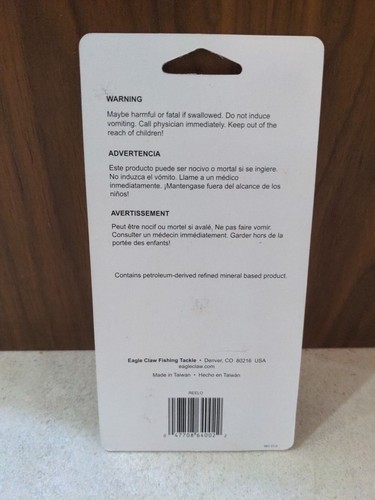 WARNING
Maybe harmful or fatal if swallowed. Do not induce
vomiting. Call physician immediately. Keep out of the
reach of children!
ADVERTENCIA
Este producto puede ser nocivo o mortal si se ingiere.
No induzca el vómito. Llame a un médico
inmediatamente. ¡Mantengase fuera del alcance de los
niños!
AVERTISSEMENT
Peut être nocif ou mortel si avalé. Ne pas faire vomir.
Consulter un médecin immédiatement. Garder hors de la
portée des enfants!
Contains petroleum-derived refined mineral based product.
Eagle Claw Fishing Tackle • Denver, CO 80216 USA
eagleclaw.com
Made in Taiwan • Hecho en Taiwán
REELO